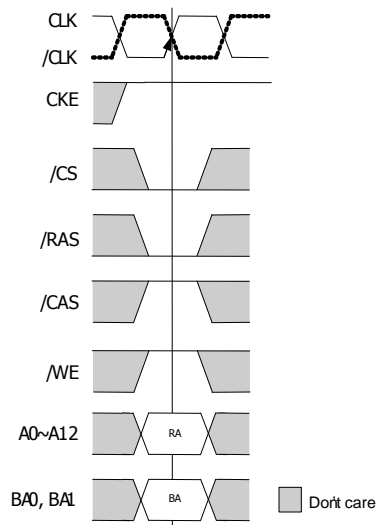 CLK
/CLK
CKE
/CS
/RAS
/CAS
/WE
A0~A12
RA
BA0, BA1
BA
Don't care